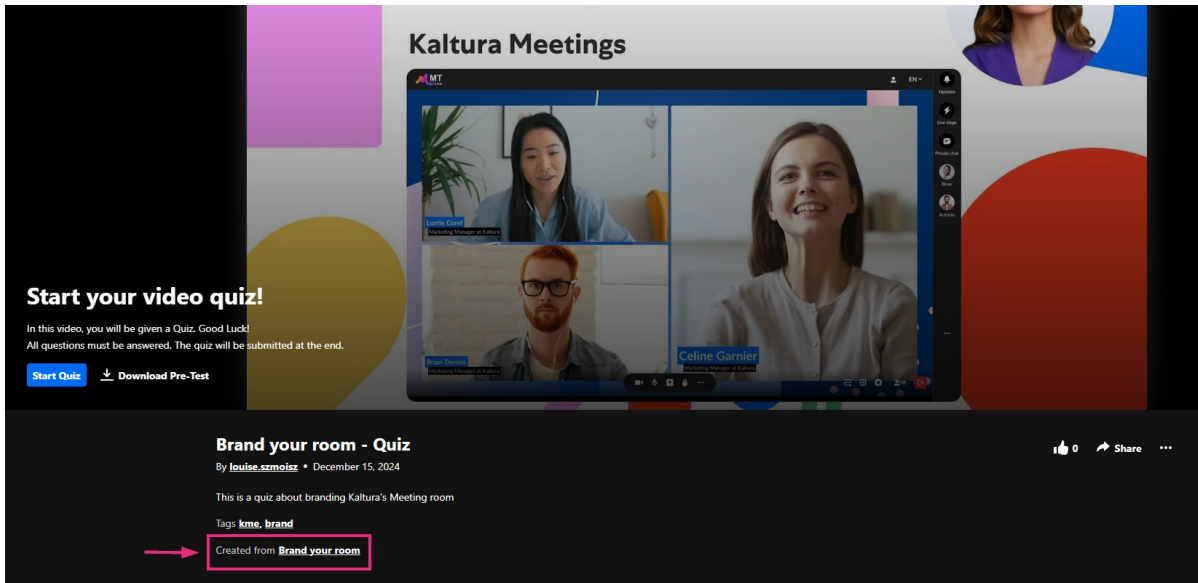 Kaltura Meetings
MT
Live
EN
Updates
Live stage
Private chat
Brian
Antonio
Lorrie Corel
Marketing Manager at Kaltura
Brian Dennis
Marketing Manager at Kaltura
Celine Garnier
Marketing Manager at Kaltura
Start your video quiz!
In this video, you will be given a Quiz. Good Luck!
All questions must be answered. The quiz will be submitted at the end.
Start Quiz Download Pre-Test
Brand your room - Quiz
0 Share
By louise.szmoisz • December 15, 2024
This is a quiz about branding Kaltura's Meeting room
Tags kme, brand
Created from Brand your room